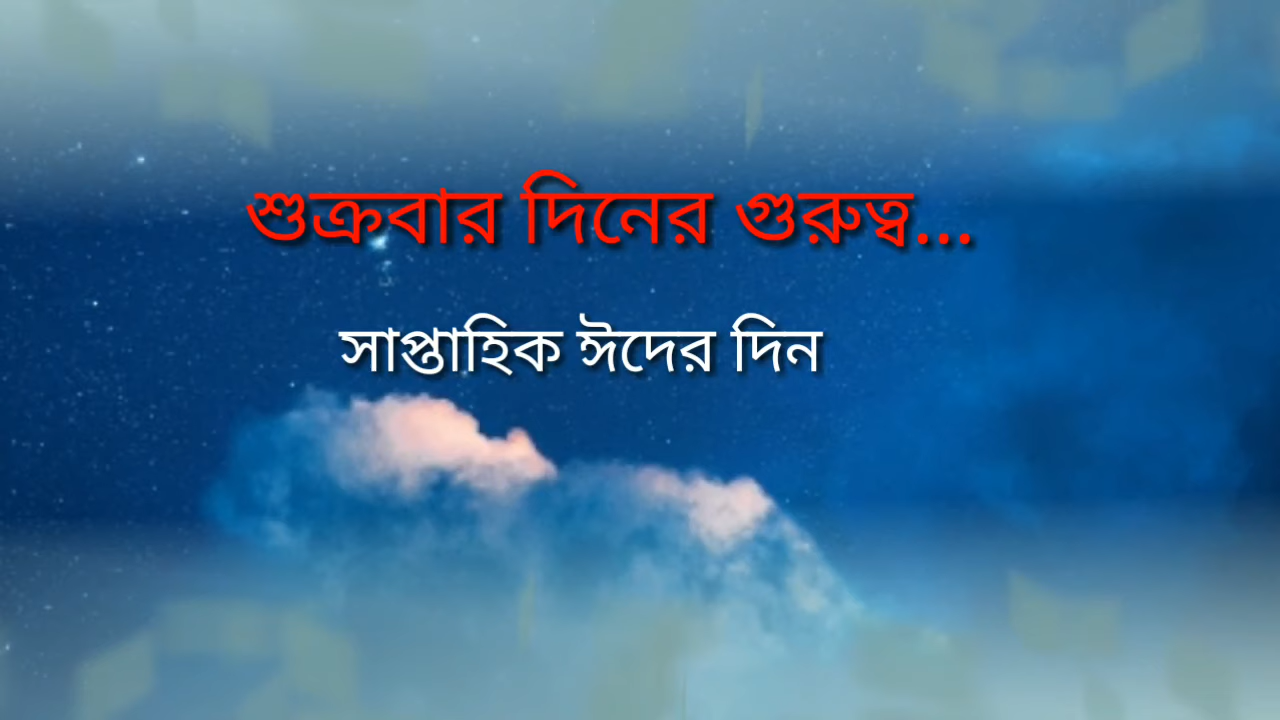 শুক্রবার দিনের গুরুত্ব...
সাপ্তাহিক ঈদের দিন